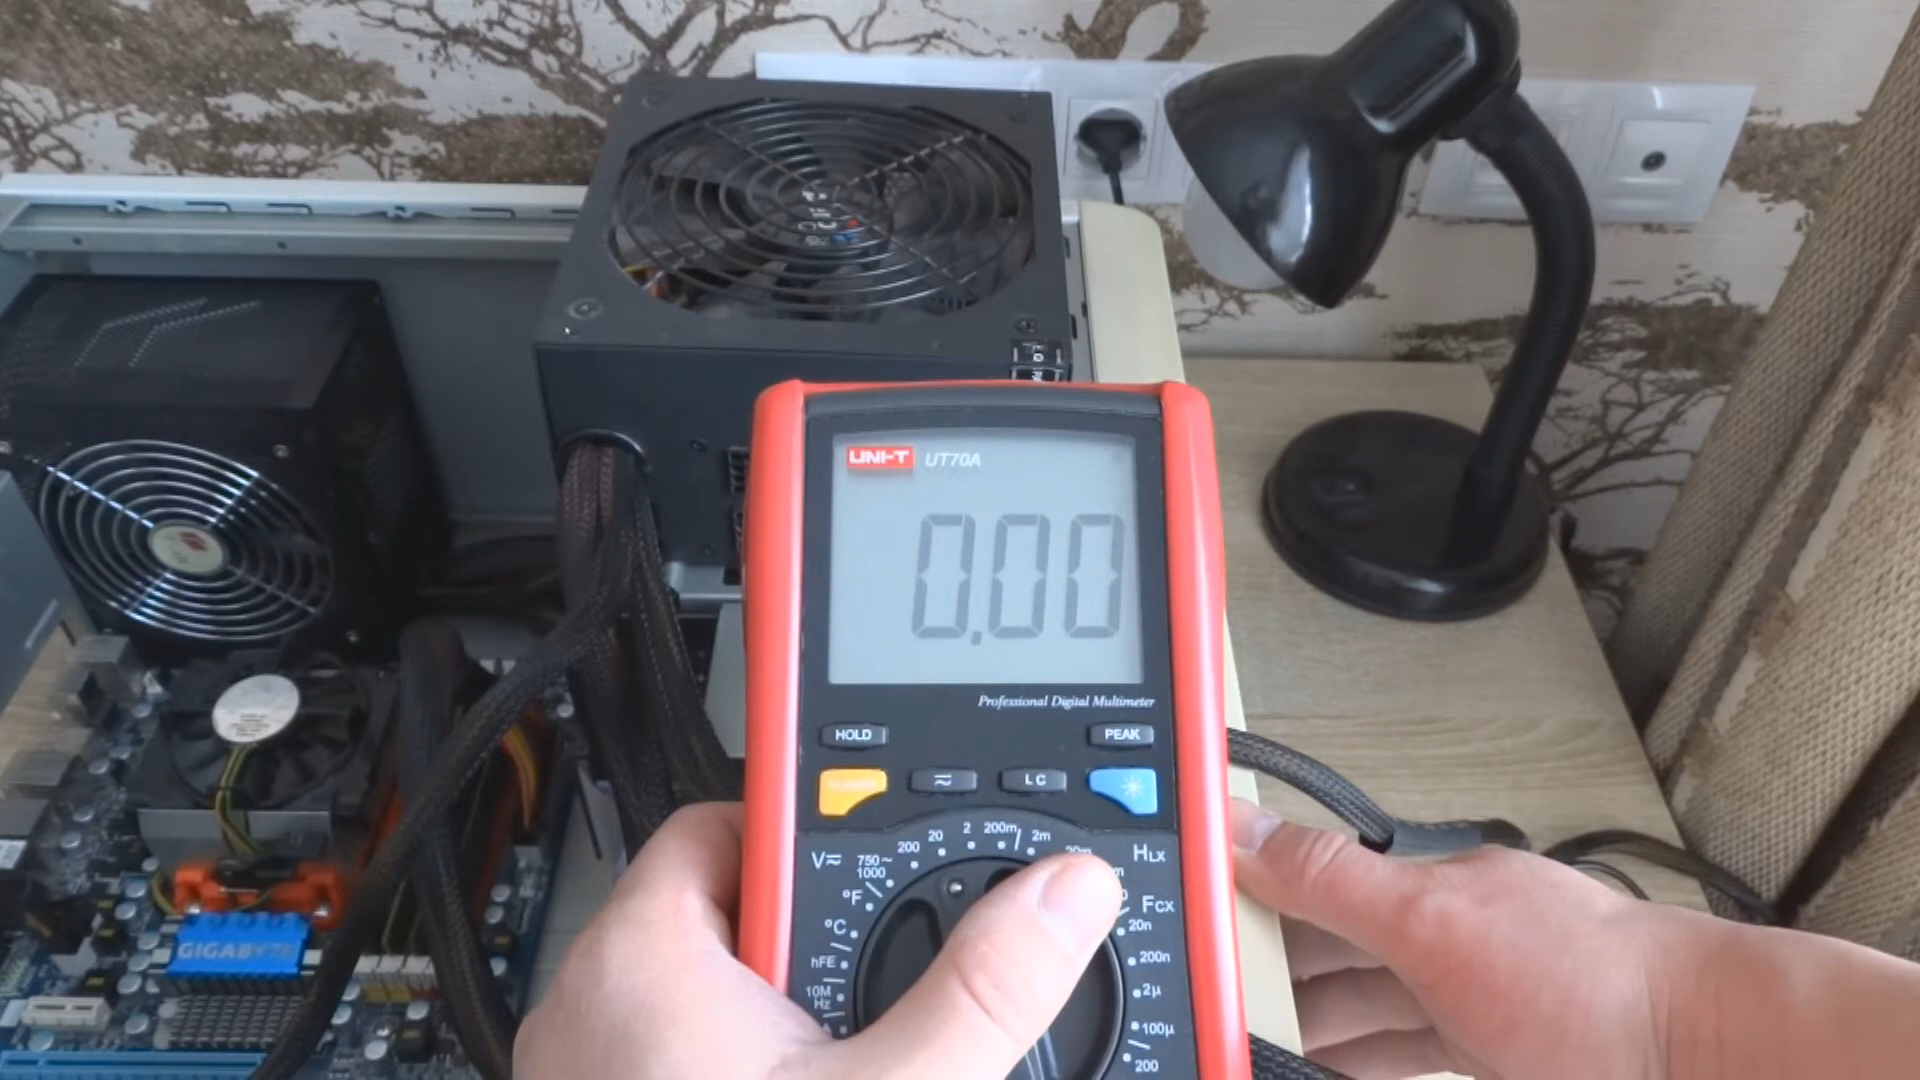 UNI-T UT70A
0.00
Professional Digital Multimeter
HOLD
PEAK
LC
V
750~
1000
200
20
2
200m
2m
20m
HLX
°F
FCX
20n
°C
200n
hFE
2µ
10M
Hz
100µ
A
200
GIGABYTE